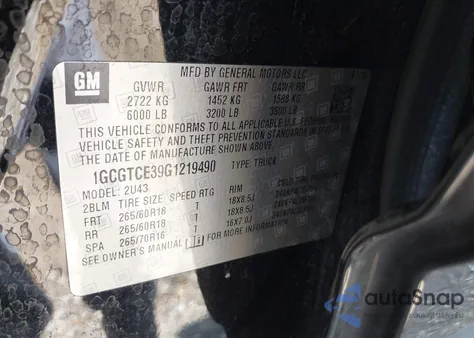 GM
MFD BY GENERAL MOTORS LLC
GVWR GAWR FRT GAWR RR
2722 KG 1452 KG 1588 KG
6000 LB 3200 LB 3500 LB
THIS VEHICLE CONFORMS TO ALL APPLICABLE U.S. FEDERAL
VEHICLE SAFETY AND THEFT PREVENTION STANDARDS
IN EFFECT ON THE DATE OF MANUFACTURE SHOWN ABOVE.
1GCGTCE39G1219490 TYPE: TRUCK
MODEL: 2U43
2BLM TIRE SIZE SPEED RTG RIM
FRT 265/60R18 T 18X8.5J
RR 265/60R18 T 18X8.5J
SPA 265/70R16 T 16X7.0J
SEE OWNER'S MANUAL FOR MORE INFORMATION.
autoSnap